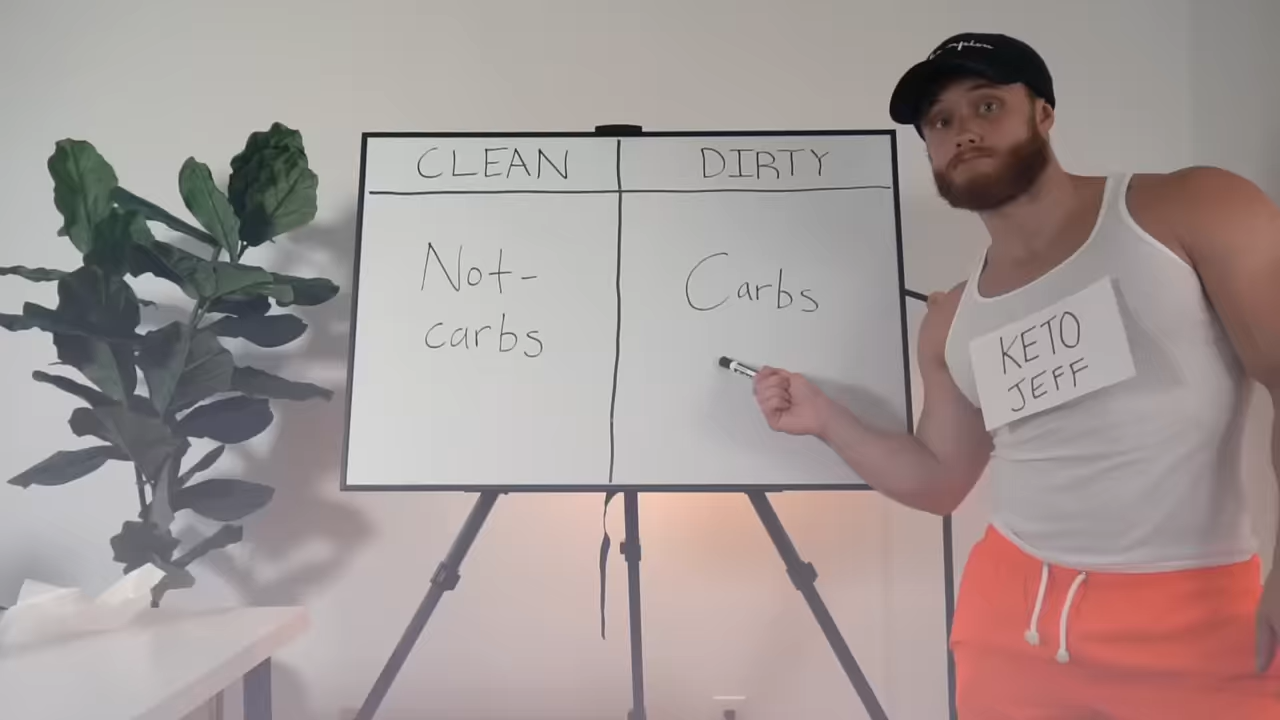 CLEAN
DIRTY
Not-
carbs
Carbs
KETO
JEFF